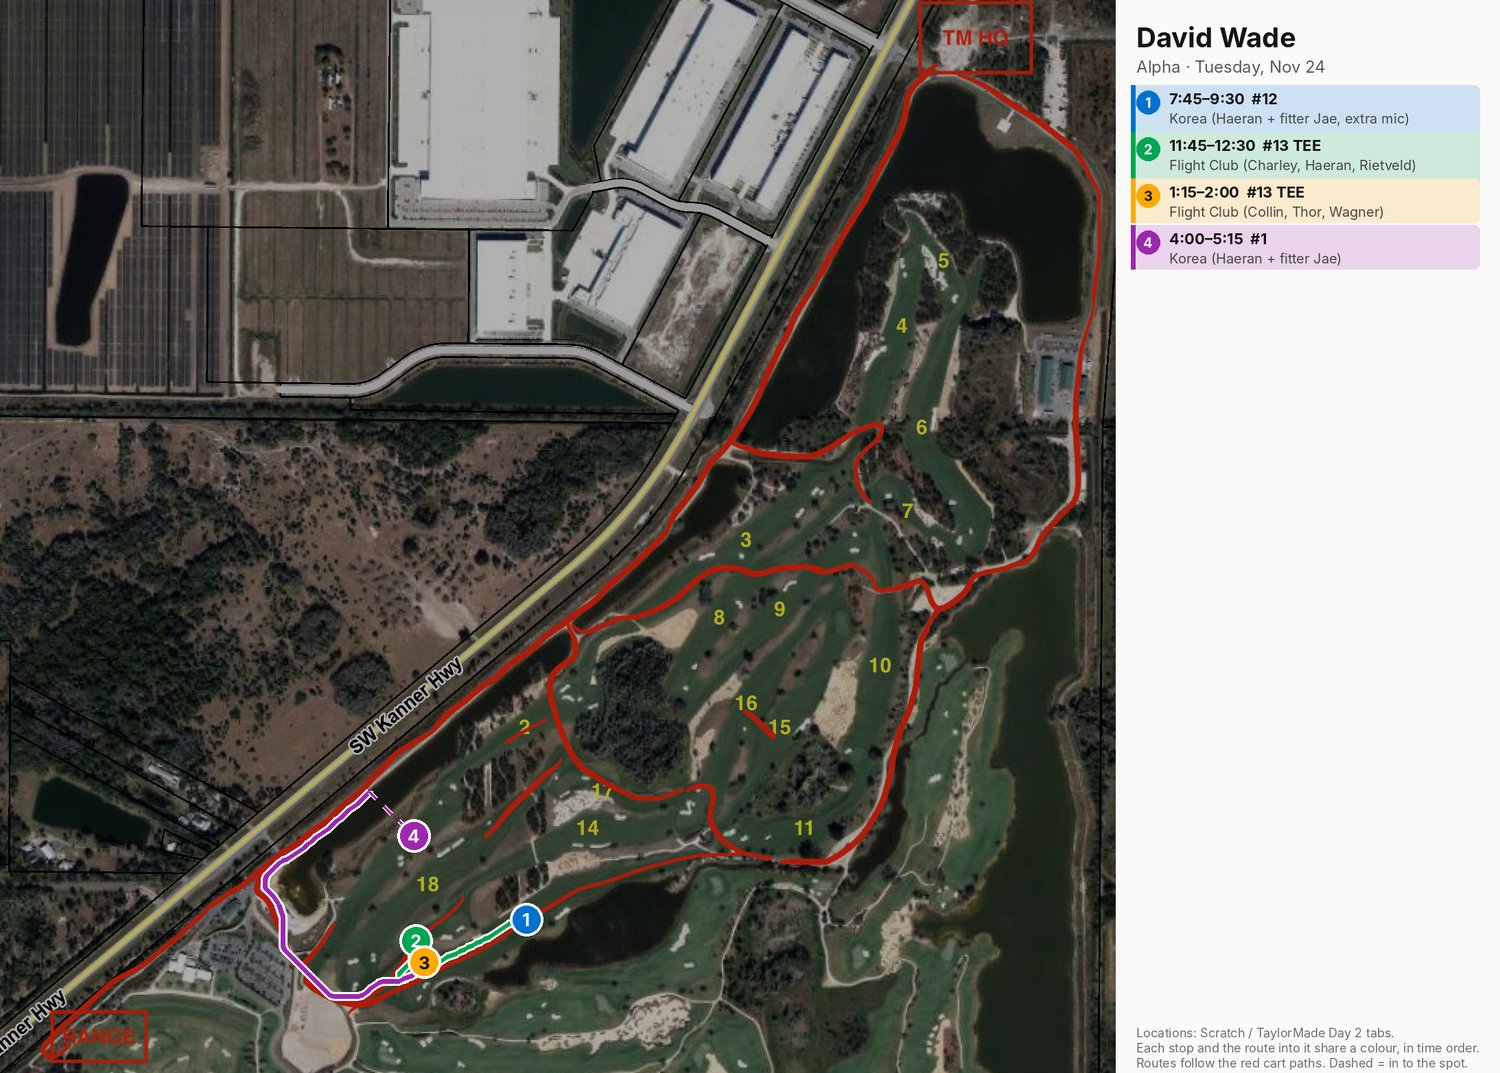 David Wade
Alpha · Tuesday, Nov 24
1
7:45–9:30 #12
Korea (Haeran + fitter Jae, extra mic)
2
11:45–12:30 #13 TEE
Flight Club (Charley, Haeran, Rietveld)
3
1:15–2:00 #13 TEE
Flight Club (Collin, Thor, Wagner)
4
4:00–5:15 #1
Korea (Haeran + fitter Jae)
TM HQ
5
4
6
7
3
8
9
10
SW Kanner Hwy
2
16
15
17
14
11
4
18
1
2
3
nner Hwy
RANGE
Locations: Scratch / TaylorMade Day 2 tabs.
Each stop and the route into it share a colour, in time order.
Routes follow the red cart paths. Dashed = in to the spot.